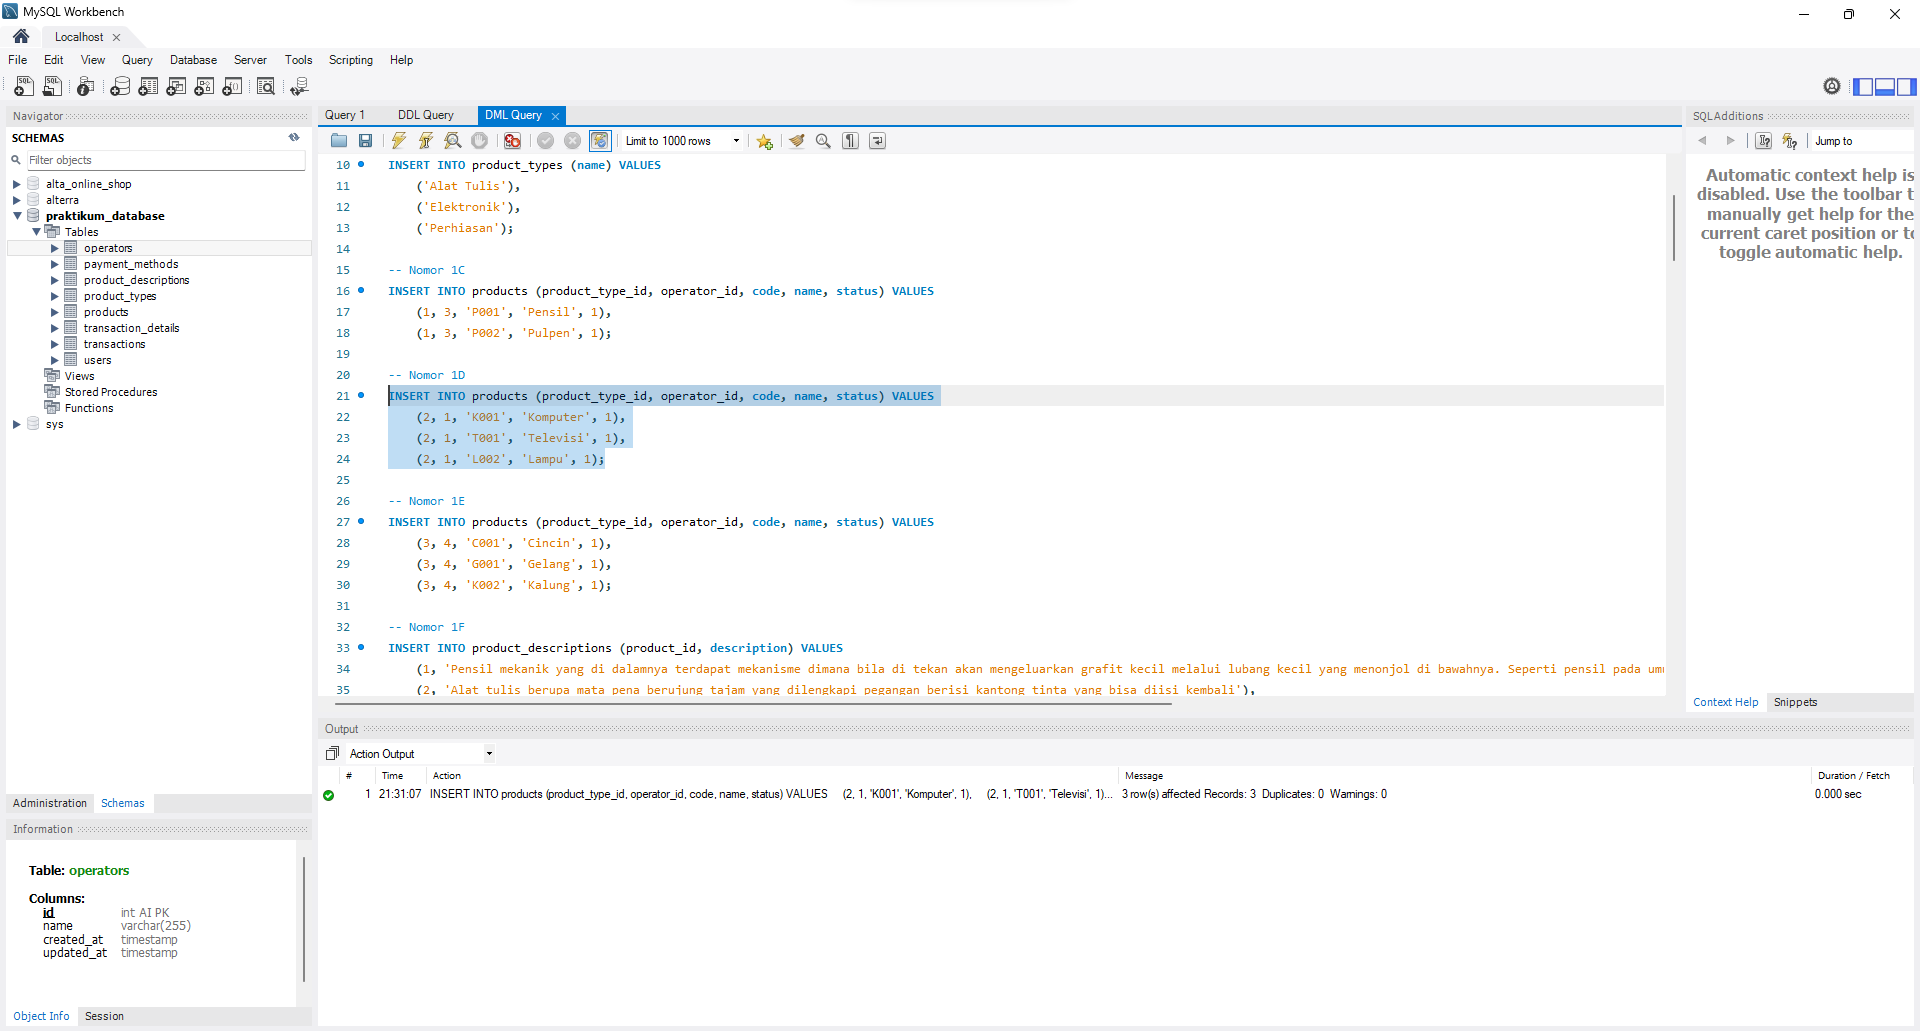 MySQL Workbench
Localhost
File Edit View Query Database Server Tools Scripting Help
Navigator
SCHEMAS
Filter objects
alta_online_shop
alterra
praktikum_database
Tables
operators
payment_methods
product_descriptions
product_types
products
transaction_details
transactions
users
Views
Stored Procedures
Functions
sys
Administration Schemas
Information
Table: operators
Columns:
id int AI PK
name varchar(255)
created_at timestamp
updated_at timestamp
Object Info Session
Query 1 DDL Query DML Query
Limit to 1000 rows
10 INSERT INTO product_types (name) VALUES
11 ('Alat Tulis'),
12 ('Elektronik'),
13 ('Perhiasan');
14
15 -- Nomor 1C
16 INSERT INTO products (product_type_id, operator_id, code, name, status) VALUES
17 (1, 3, 'P001', 'Pensil', 1),
18 (1, 3, 'P002', 'Pulpen', 1);
19
20 -- Nomor 1D
21 INSERT INTO products (product_type_id, operator_id, code, name, status) VALUES
22 (2, 1, 'K001', 'Komputer', 1),
23 (2, 1, 'T001', 'Televisi', 1),
24 (2, 1, 'L002', 'Lampu', 1);
25
26 -- Nomor 1E
27 INSERT INTO products (product_type_id, operator_id, code, name, status) VALUES
28 (3, 4, 'C001', 'Cincin', 1),
29 (3, 4, 'G001', 'Gelang', 1),
30 (3, 4, 'K002', 'Kalung', 1);
31
32 -- Nomor 1F
33 INSERT INTO product_descriptions (product_id, description) VALUES
34 (1, 'Pensil mekanik yang di dalamnya terdapat mekanisme dimana bila di tekan akan mengeluarkan grafit kecil melalui lubang kecil yang menonjol di bawahnya. Seperti pensil pada umu
35 (2, 'Alat tulis berupa mata pena berujung tajam yang dilengkapi pegangan berisi kantong tinta yang bisa diisi kembali'),
SQLAdditions
Jump to
Automatic context help is
disabled. Use the toolbar t
manually get help for the
current caret position or to
toggle automatic help.
Context Help Snippets
Output
Action Output
# Time Action Message Duration / Fetch
1 21:31:07 INSERT INTO products (product_type_id, operator_id, code, name, status) VALUES (2, 1, 'K001', 'Komputer', 1), (2, 1, 'T001', 'Televisi', 1)... 3 row(s) affected Records: 3 Duplicates: 0 Warnings: 0 0.000 sec